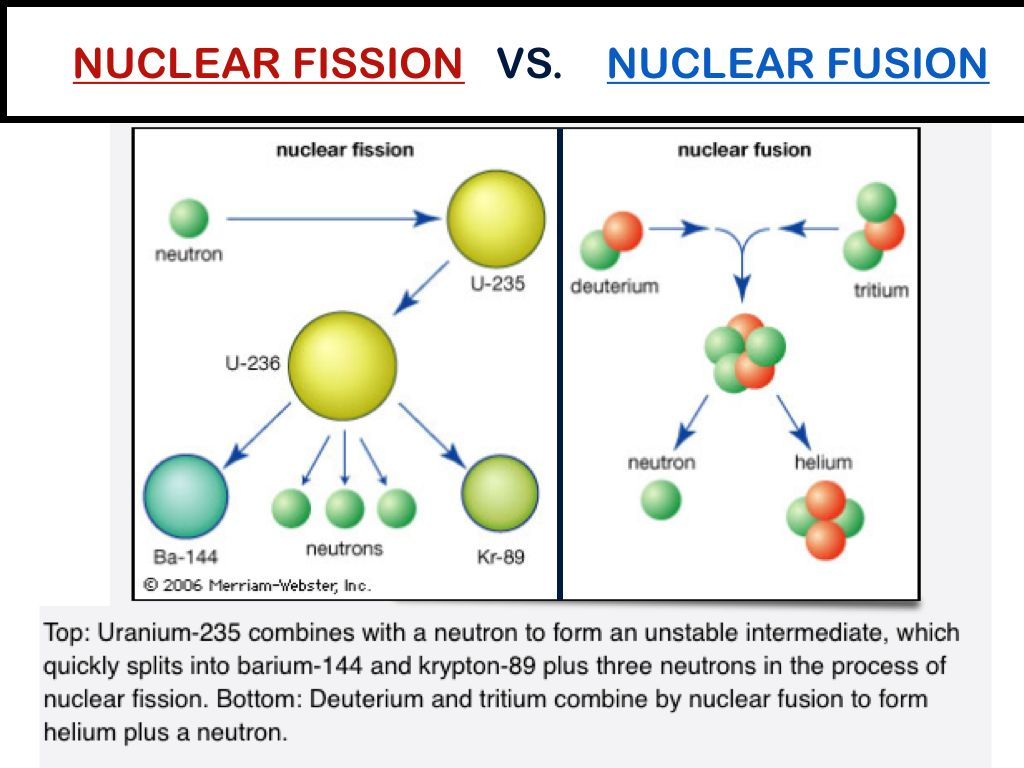 NUCLEAR FISSION VS. NUCLEAR FUSION
nuclear fission
neutron
U-235
U-236
Ba-144
neutrons
Kr-89
© 2006 Merriam-Webster, Inc.
nuclear fusion
deuterium
tritium
neutron
helium
Top: Uranium-235 combines with a neutron to form an unstable intermediate, which
quickly splits into barium-144 and krypton-89 plus three neutrons in the process of
nuclear fission. Bottom: Deuterium and tritium combine by nuclear fusion to form
helium plus a neutron.